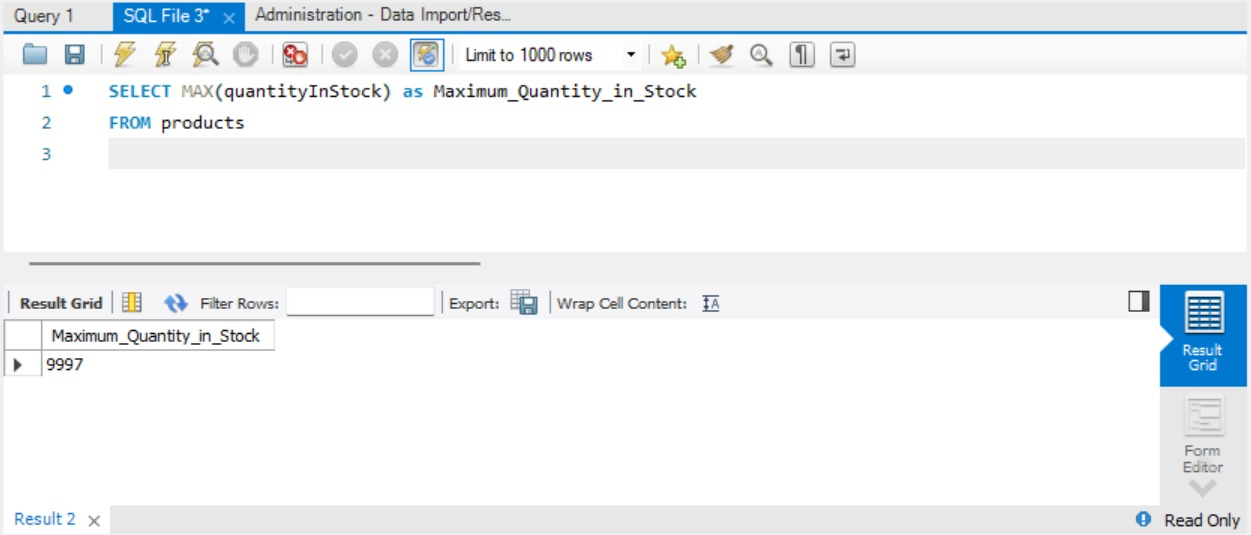 Query 1 SQL File 3* Administration - Data Import/Res...
Limit to 1000 rows
1 SELECT MAX(quantityInStock) as Maximum_Quantity_in_Stock
2 FROM products
3
Result Grid Filter Rows: Export: Wrap Cell Content: IA
Maximum_Quantity_in_Stock
9997
Result
Grid
Form
Editor
Result 2 Read Only